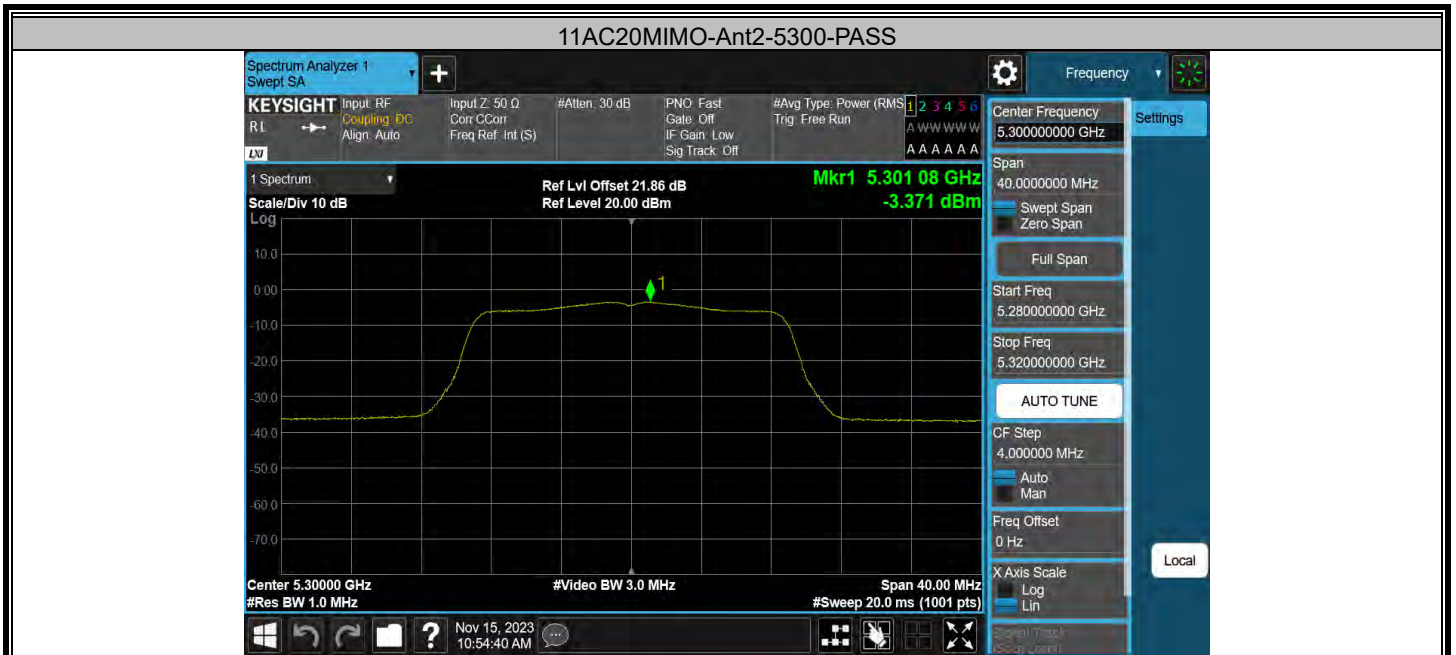 11AC20MIMO-Ant2-5300-PASS
Spectrum Analyzer 1
Swept SA
Frequency
KEYSIGHT
RL
LXI
Input: RF
Coupling: DC
Align: Auto
Input Z: 50 Ω
Corr CCorr
Freq Ref: Int (S)
#Atten: 30 dB
PNO: Fast
Gate: Off
IF Gain: Low
Sig Track: Off
#Avg Type: Power (RMS
Trig: Free Run
1 2 3 4 5 6
A W W W W W
A A A A A A
1 Spectrum
Scale/Div 10 dB
Log
Ref Lvl Offset 21.86 dB
Ref Level 20.00 dBm
Mkr1 5.301 08 GHz
-3.371 dBm
10.0
0.00
-10.0
-20.0
-30.0
-40.0
-50.0
-60.0
-70.0
1
Center 5.30000 GHz
#Res BW 1.0 MHz
#Video BW 3.0 MHz
Span 40.00 MHz
#Sweep 20.0 ms (1001 pts)
Center Frequency
5.300000000 GHz
Settings
Span
40.0000000 MHz
Swept Span
Zero Span
Full Span
Start Freq
5.280000000 GHz
Stop Freq
5.320000000 GHz
AUTO TUNE
CF Step
4.000000 MHz
Auto
Man
Freq Offset
0 Hz
X Axis Scale
Log
Lin
Signal Track
(Span Zoom)
Local
?
Nov 15, 2023
10:54:40 AM